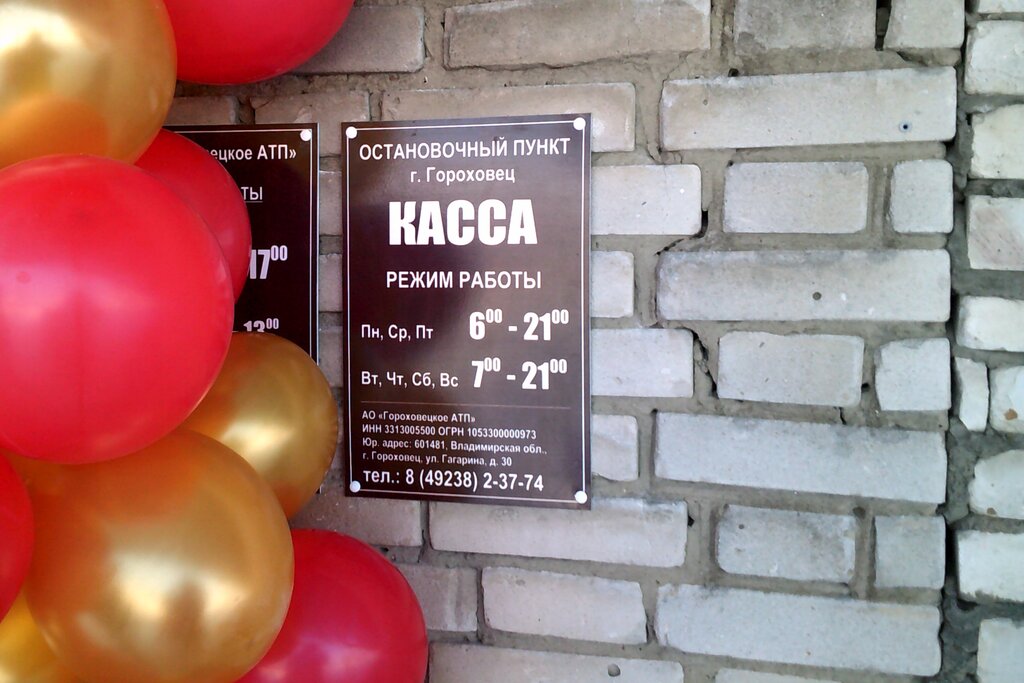 АТП»
17⁰⁰
13⁰⁰
ОСТАНОВОЧНЫЙ ПУНКТ
г. Гороховец
КАССА
РЕЖИМ РАБОТЫ
Пн, Ср, Пт 6⁰⁰ - 21⁰⁰
Вт, Чт, Сб, Вс 7⁰⁰ - 21⁰⁰
АО «Гороховецкое АТП»
ИНН 3313005500 ОГРН 1053300000973
Юр. адрес: 601481, Владимирская обл.,
г. Гороховец, ул. Гагарина, д. 30
тел.: 8 (49238) 2-37-74